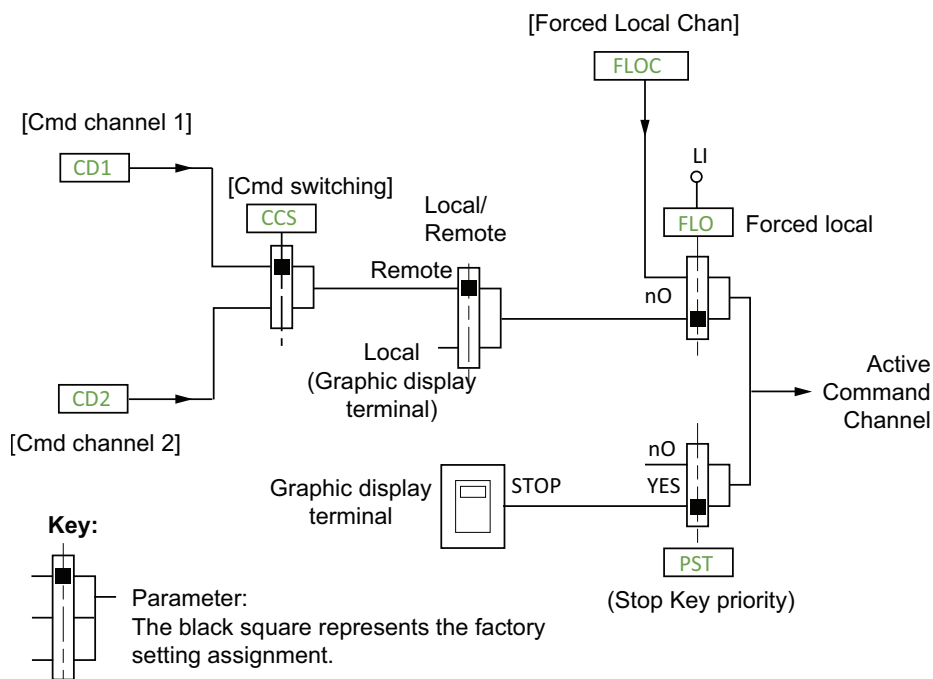 [Forced Local Chan]
FLOC
[Cmd channel 1]
CD1
LI
[Cmd switching]
CCS
Local/
Remote
FLO
Forced local
Remote
nO
Local
(Graphic display
terminal)
Active
Command
Channel
CD2
[Cmd channel 2]
nO
Graphic display
terminal
STOP
YES
Key:
PST
(Stop Key priority)
Parameter:
The black square represents the factory
setting assignment.